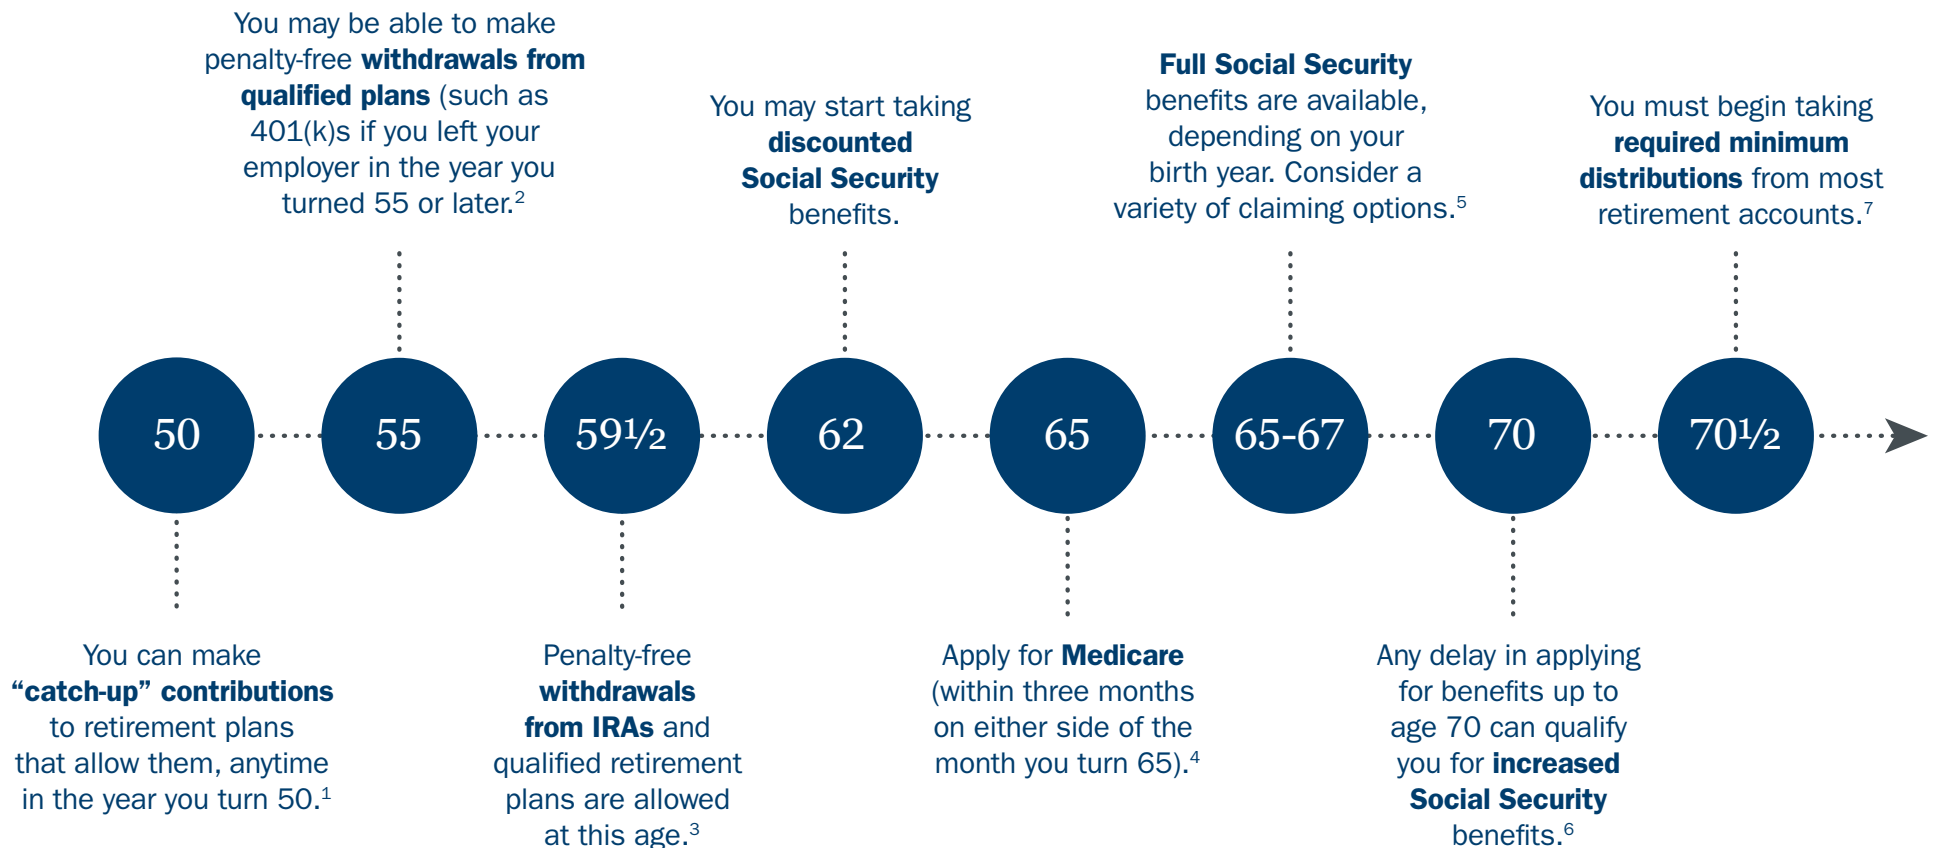 You may be able to make
penalty-free withdrawals from
qualified plans (such as
401(k)s if you left your
employer in the year you
turned 55 or later.²
You may start taking
discounted
Social Security
benefits.
Full Social Security
benefits are available,
depending on your
birth year. Consider a
variety of claiming options.⁵
You must begin taking
required minimum
distributions from most
retirement accounts.⁷
50
55
59½
62
65
65-67
70
70½
You can make
“catch-up” contributions
to retirement plans
that allow them, anytime
in the year you turn 50.¹
Penalty-free
withdrawals
from IRAs and
qualified retirement
plans are allowed
at this age.³
Apply for Medicare
(within three months
on either side of the
month you turn 65).⁴
Any delay in applying
for benefits up to
age 70 can qualify
you for increased
Social Security
benefits.⁶